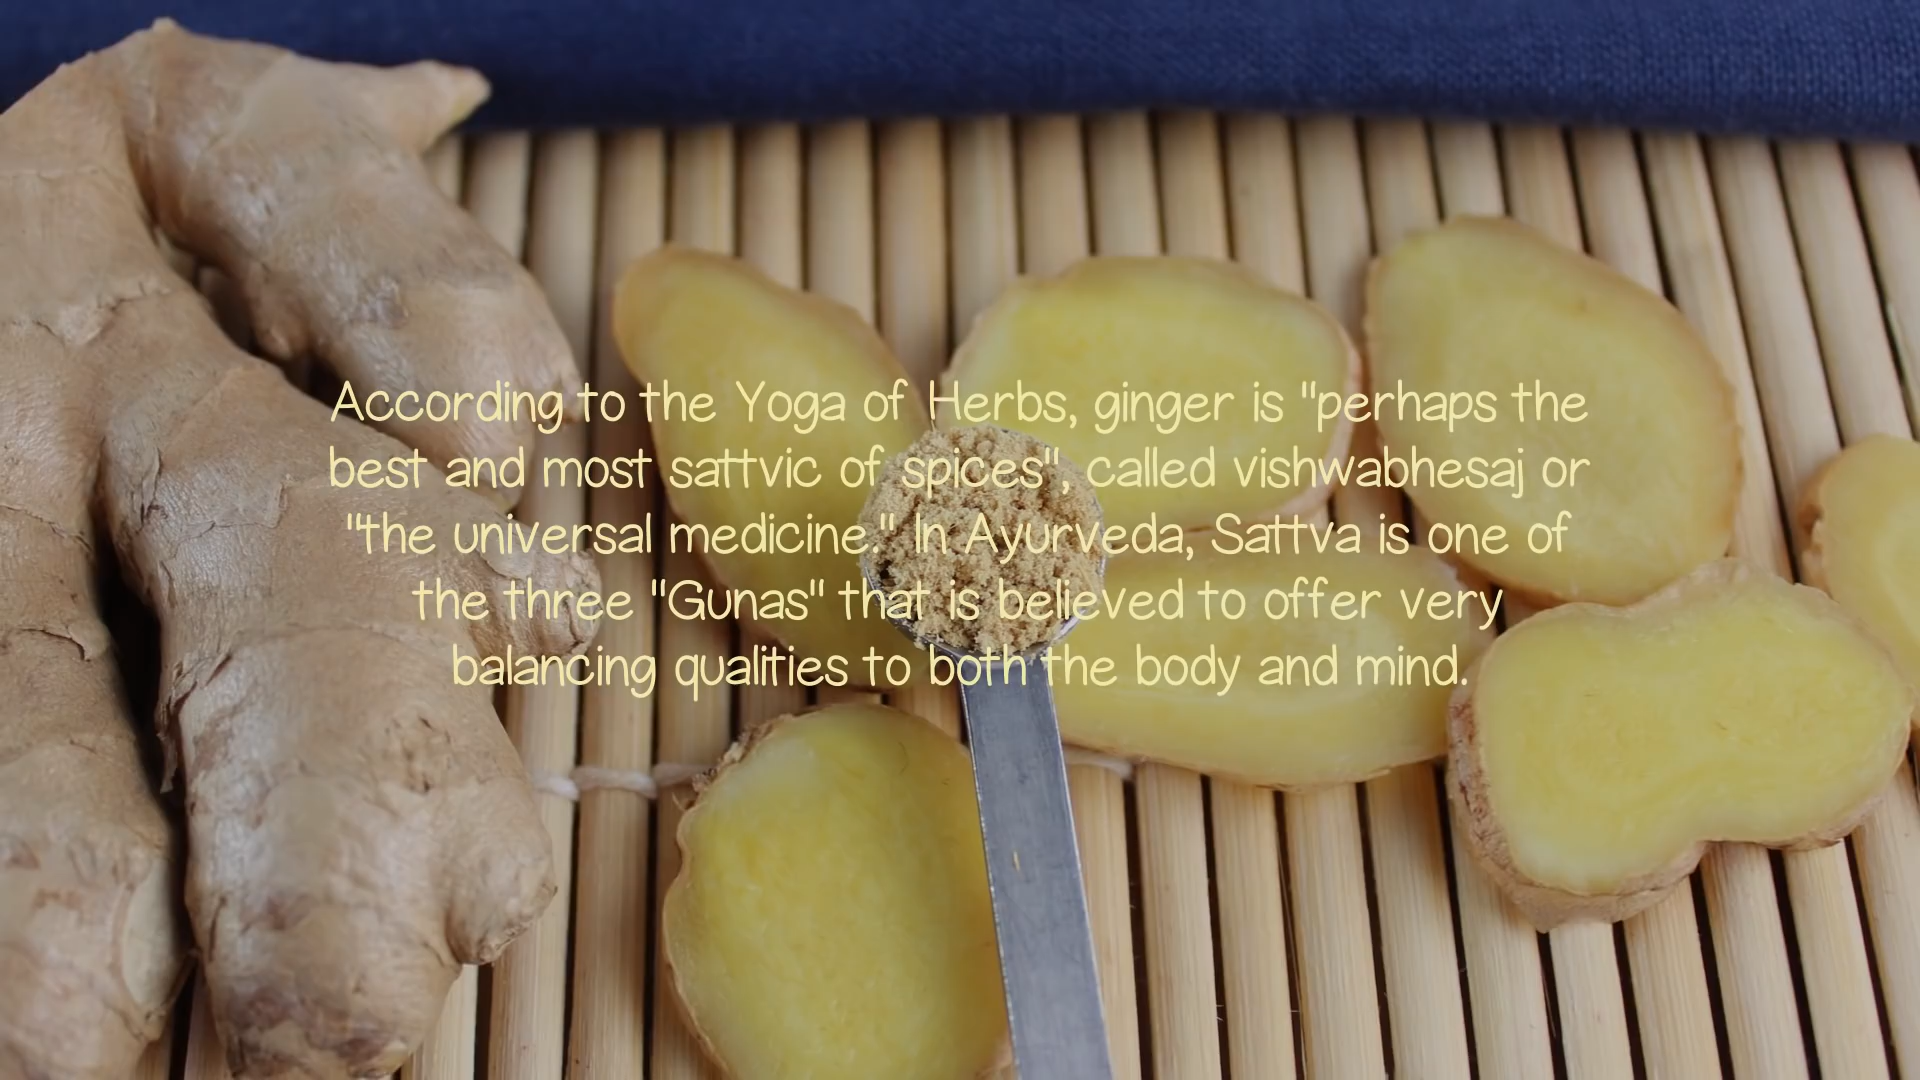 According to the Yoga of Herbs, ginger is "perhaps the
best and most sattvic of spices", called vishwabhesaj or
"the universal medicine." In Ayurveda, Sattva is one of
the three "Gunas" that is believed to offer very
balancing qualities to both the body and mind.